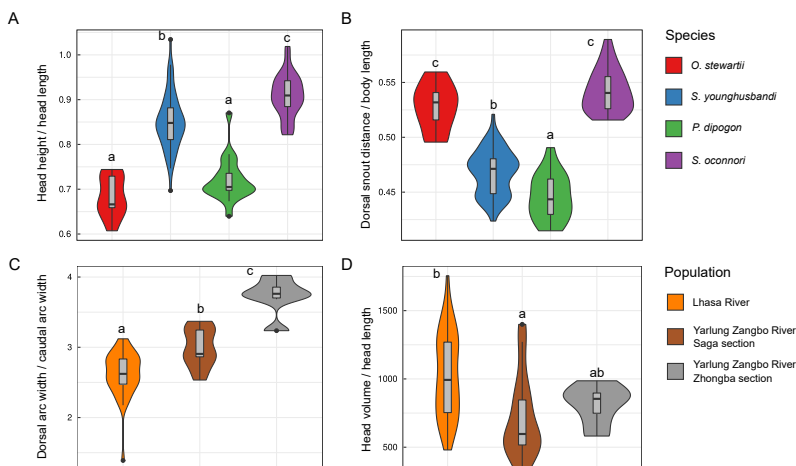 A
Head height / head length
1.0
0.9
0.8
0.7
0.6
a
b
a
c
B
Dorsal snout distance / body length
0.55
0.50
0.45
c
b
a
c
Species
O. stewartii
S. younghusbandi
P. dipogon
S. oconnori
C
Dorsal arc width / caudal arc width
4
3
2
a
b
c
D
Head volume / head length
1500
1000
500
b
a
ab
Population
Lhasa River
Yarlung Zangbo River
Saga section
Yarlung Zangbo River
Zhongba section